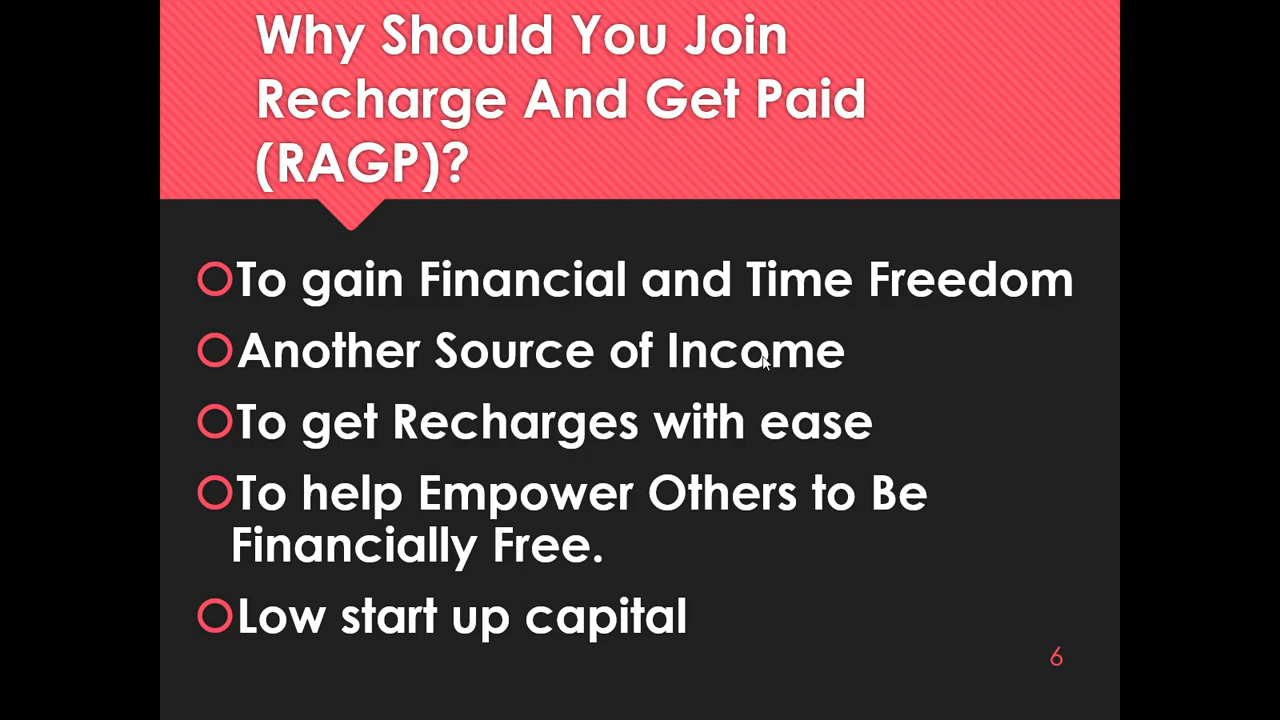 Why Should You Join
Recharge And Get Paid
(RAGP)?
To gain Financial and Time Freedom
Another Source of Income
To get Recharges with ease
To help Empower Others to Be
Financially Free.
Low start up capital
6